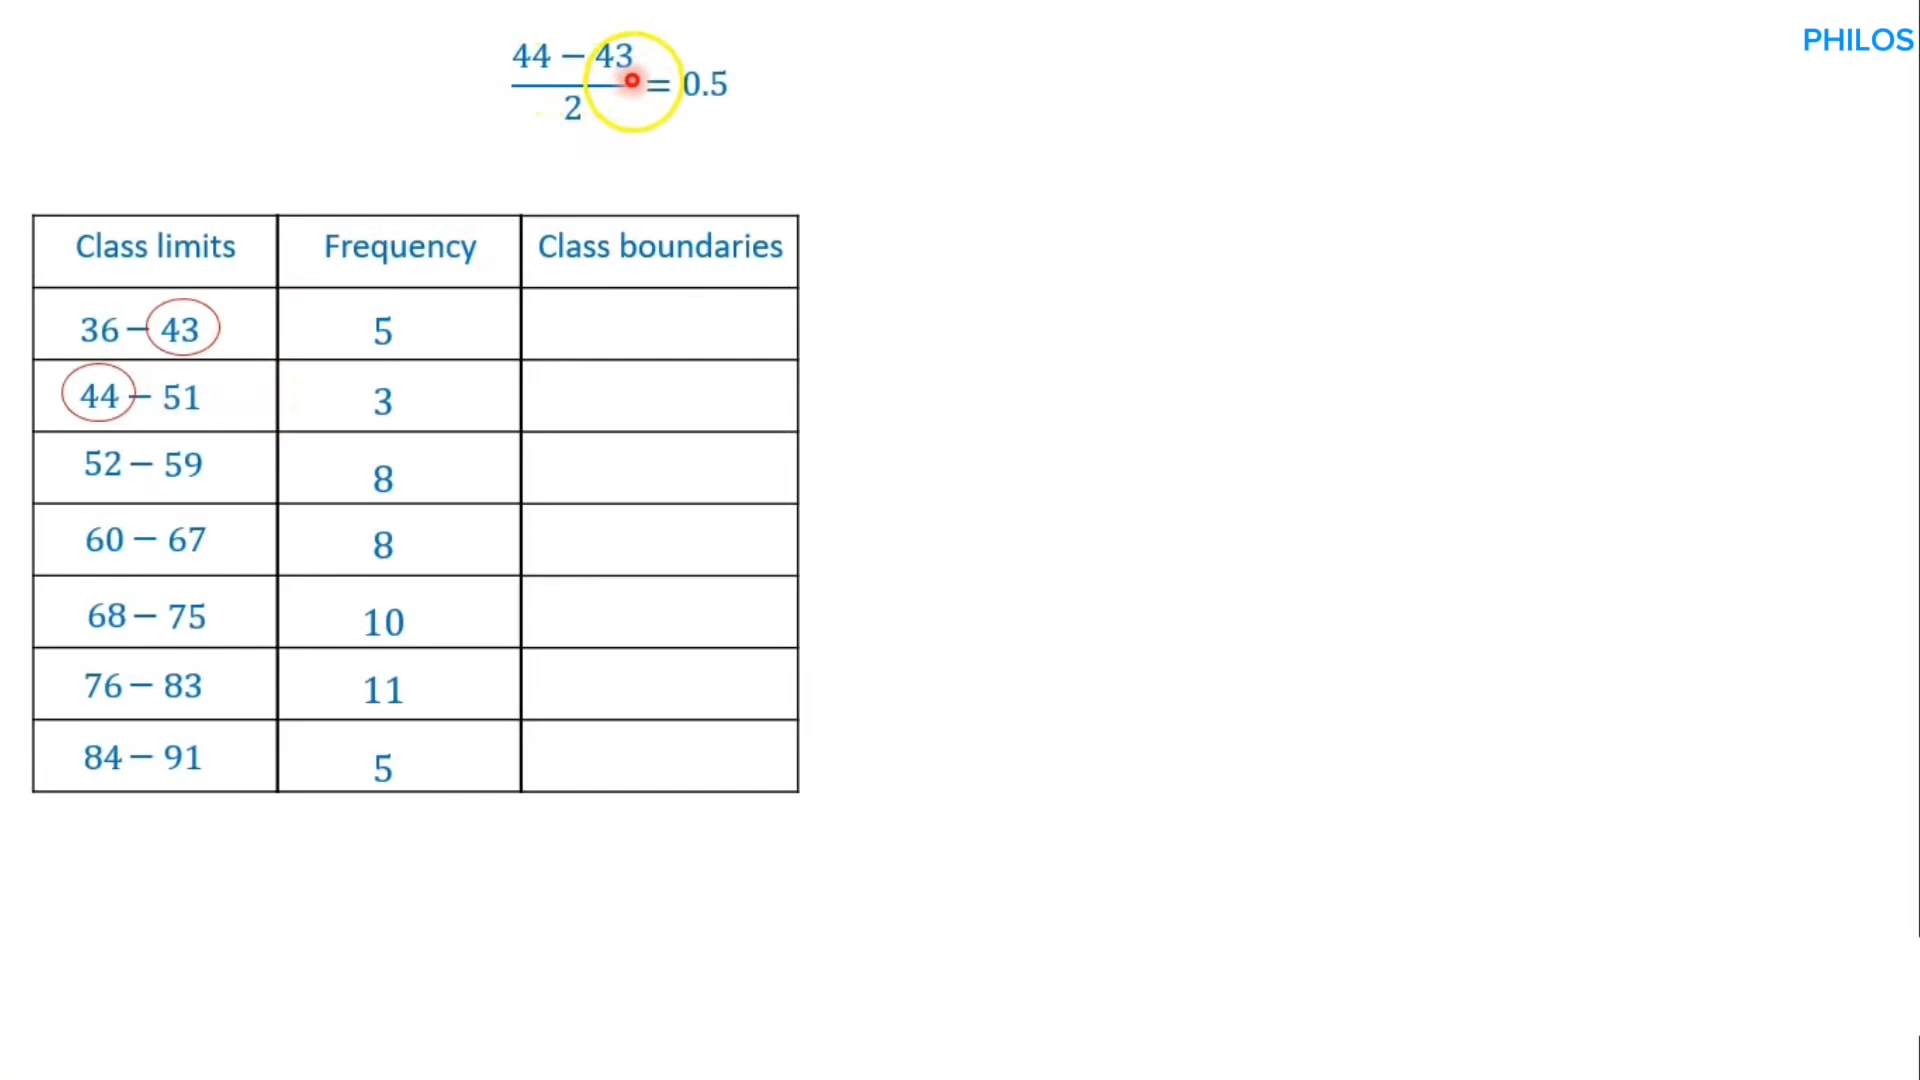 PHILOS
44 − 43
2
= 0.5
Class limits Frequency Class boundaries
36 − 43 5
44 − 51 3
52 − 59 8
60 − 67 8
68 − 75 10
76 − 83 11
84 − 91 5